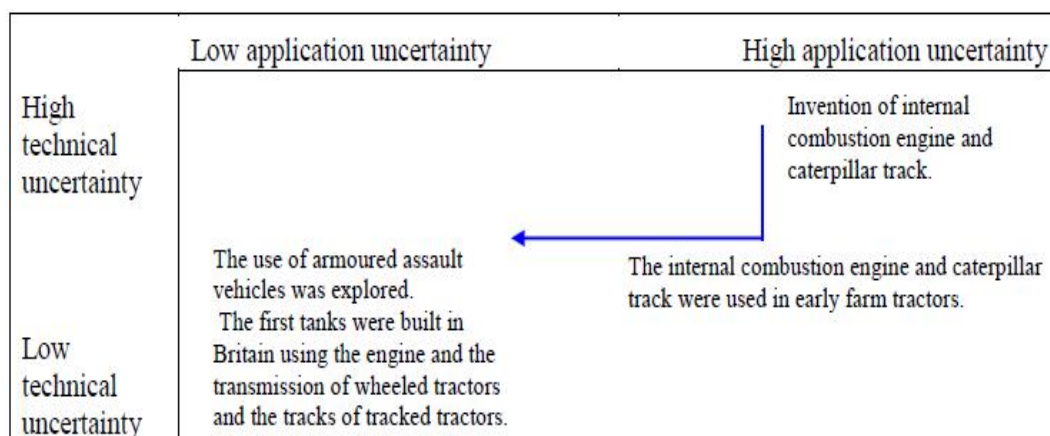 Low application uncertainty
High application uncertainty
High
technical
uncertainty
Invention of internal
combustion engine and
caterpillar track.
The use of armoured assault
vehicles was explored.
The first tanks were built in
Britain using the engine and the
transmission of wheeled tractors
and the tracks of tracked tractors.
The internal combustion engine and caterpillar
track were used in early farm tractors.
Low
technical
uncertainty